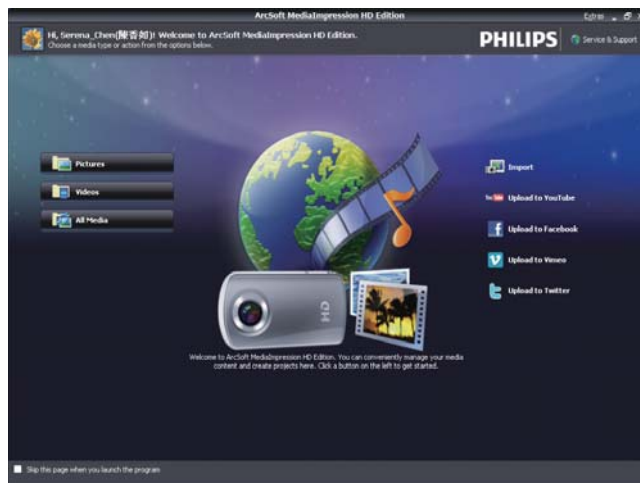 ArcSoft MediaImpression HD Edition
Extras
Hi, Serena_Chen(陳香如)! Welcome to ArcSoft MediaImpression HD Edition.
Choose a media type or action from the options below.
PHILIPS
Service & Support
Pictures
Videos
All Media
Import
Upload to YouTube
Upload to Facebook
Upload to Vimeo
Upload to Twitter
HD
Welcome to ArcSoft MediaImpression HD Edition. You can conveniently manage your media
content and create projects here. Click a button on the left to get started.
Skip this page when you launch the program